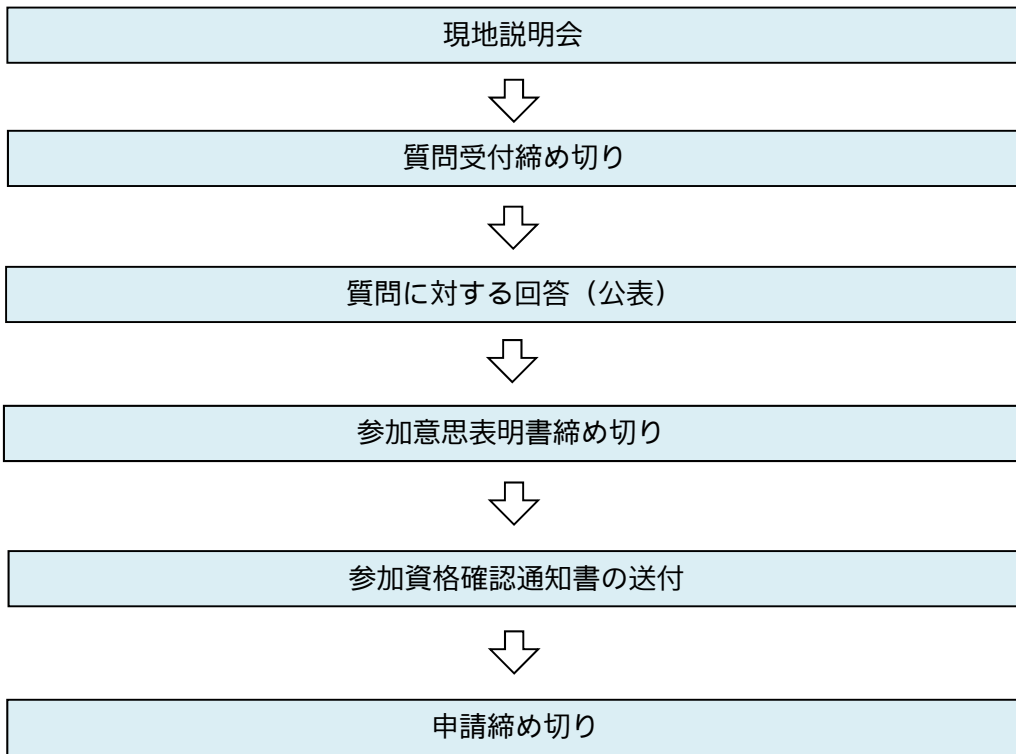 現地説明会
質問受付締め切り
質問に対する回答（公表）
参加意思表明書締め切り
参加資格確認通知書の送付
申請締め切り